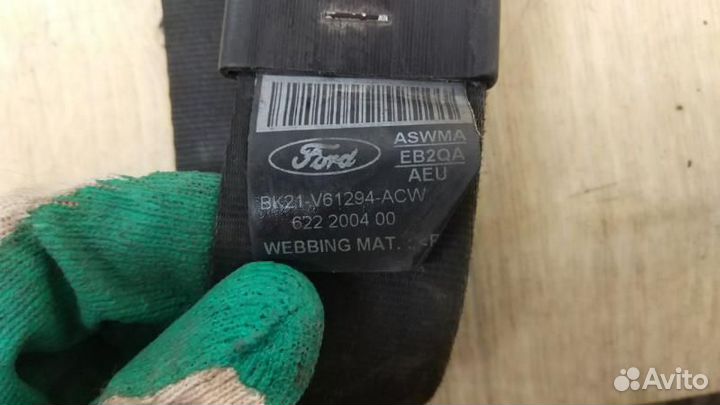 Ford
ASWMA
EB2QA
AEU
BK21-V61294-ACW
622 2004 00
WEBBING MAT.
Avito